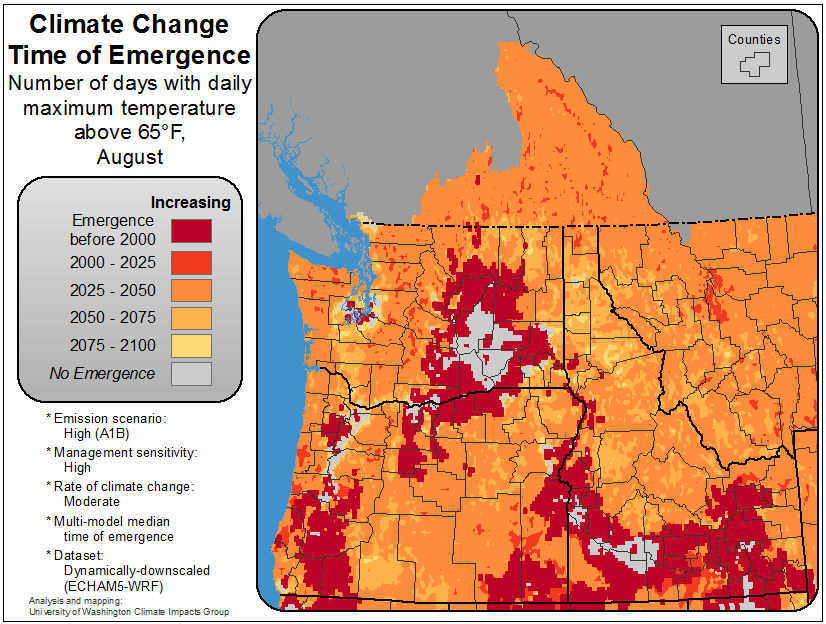 Climate Change
Time of Emergence
Number of days with daily
maximum temperature
above 65°F,
August
Counties
Increasing
Emergence
before 2000
2000 - 2025
2025 - 2050
2050 - 2075
2075 - 2100
No Emergence
* Emission scenario:
High (A1B)
* Management sensitivity:
High
* Rate of climate change:
Moderate
* Multi-model median
time of emergence
* Dataset:
Dynamically-downscaled
(ECHAM5-WRF)
Analysis and mapping:
University of Washington Climate Impacts Group